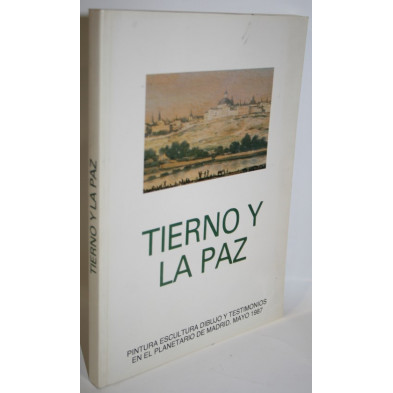 TIERNO Y LA PAZ
TIERNO Y
LA PAZ
PINTURA ESCULTURA DIBUJO Y TESTIMONIOS
EN EL PLANETARIO DE MADRID. MAYO 1987